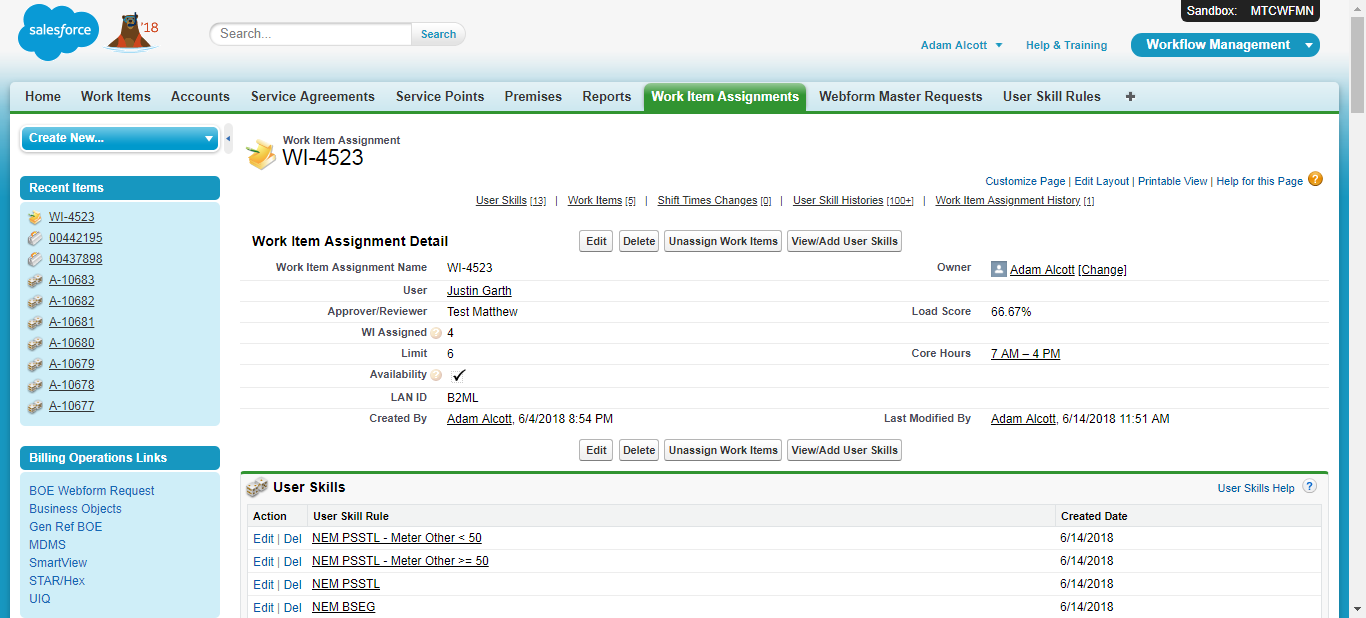 Sandbox: MTCWFMN
salesforce
'18
Search...
Search
Adam Alcott
Help & Training
Workflow Management
Home Work Items Accounts Service Agreements Service Points Premises Reports Work Item Assignments Webform Master Requests User Skill Rules +
Create New...
Recent Items
WI-4523
00442195
00437898
A-10683
A-10682
A-10681
A-10680
A-10679
A-10678
A-10677
Billing Operations Links
BOE Webform Request
Business Objects
Gen Ref BOE
MDMS
SmartView
STAR/Hex
UIQ
Work Item Assignment
WI-4523
Customize Page | Edit Layout | Printable View | Help for this Page ?
User Skills [13] | Work Items [5] | Shift Times Changes [0] | User Skill Histories [100+] | Work Item Assignment History [1]
Work Item Assignment Detail Edit Delete Unassign Work Items View/Add User Skills
Work Item Assignment Name WI-4523 Owner Adam Alcott [Change]
User Justin Garth
Approver/Reviewer Test Matthew Load Score 66.67%
WI Assigned ? 4
Limit 6 Core Hours 7 AM – 4 PM
Availability ? ✓
LAN ID B2ML
Created By Adam Alcott, 6/4/2018 8:54 PM Last Modified By Adam Alcott, 6/14/2018 11:51 AM
Edit Delete Unassign Work Items View/Add User Skills
User Skills User Skills Help ?
Action User Skill Rule Created Date
Edit | Del NEM PSSTL - Meter Other < 50 6/14/2018
Edit | Del NEM PSSTL - Meter Other >= 50 6/14/2018
Edit | Del NEM PSSTL 6/14/2018
Edit | Del NEM BSEG 6/14/2018